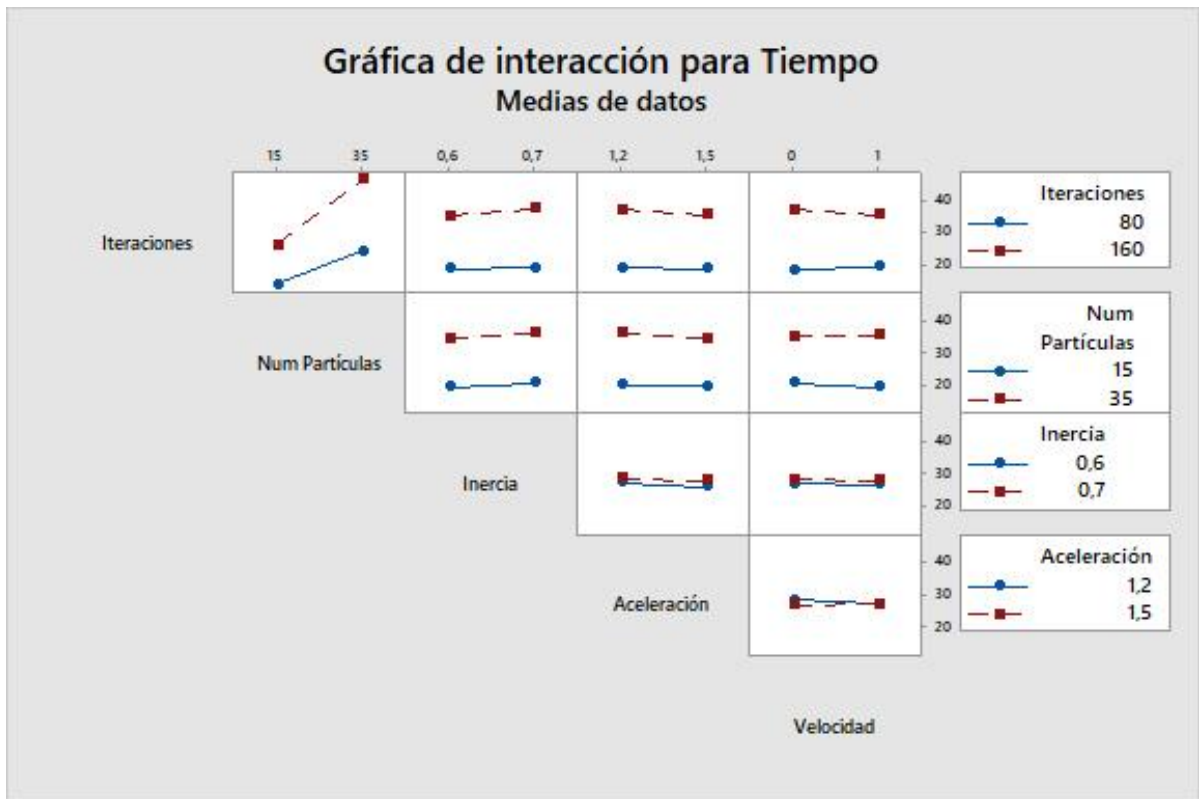 Gráfica de interacción para Tiempo
Medias de datos
15 35 0,6 0,7 1,2 1,5 0 1
Iteraciones
40
30
20
Iteraciones
80
160
Num Partículas
40
30
20
Num
Partículas
15
35
Inercia
40
30
20
Inercia
0,6
0,7
Aceleración
40
30
20
Aceleración
1,2
1,5
Velocidad